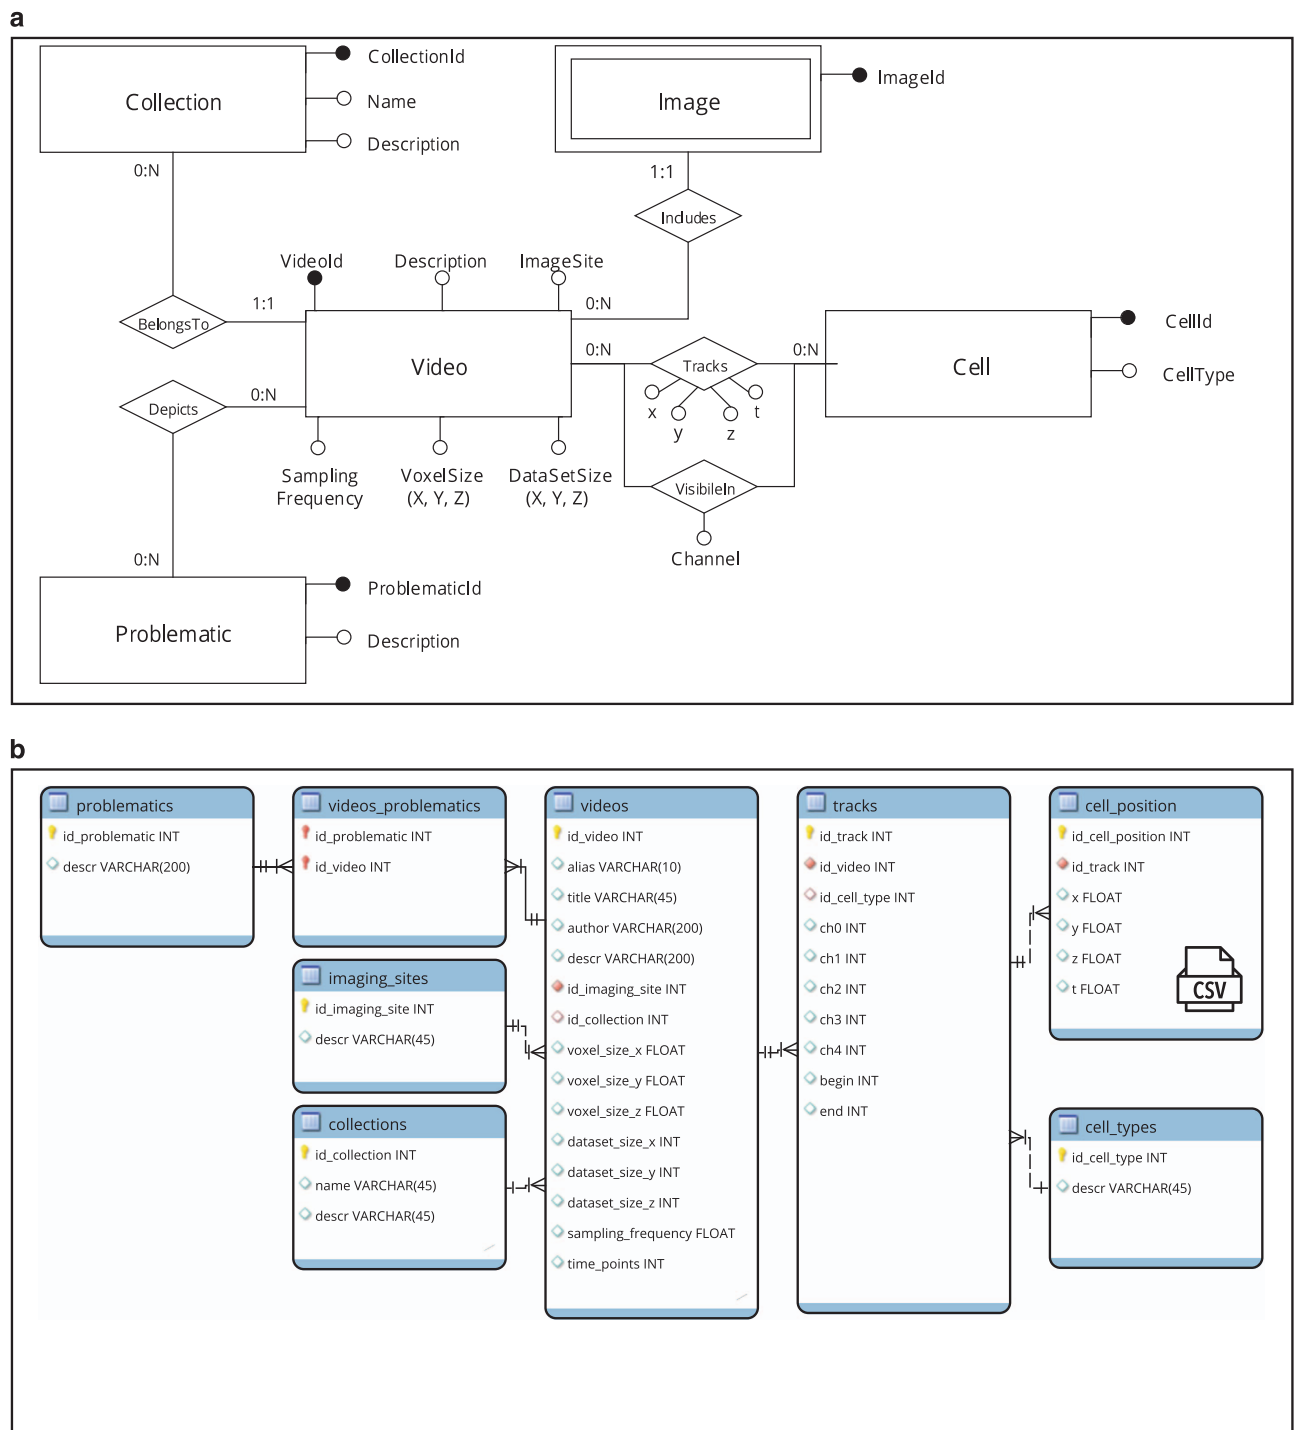 a
Collection
CollectionId
Name
Description
Image
ImageId
0:N
1:1
Includes
VideoId
Description
ImageSite
BelongsTo
1:1
0:N
Video
0:N
Tracks
0:N
x
y
z
t
Cell
CellId
CellType
Depicts
0:N
Sampling
Frequency
VoxelSize
(X, Y, Z)
DataSetSize
(X, Y, Z)
VisibileIn
Channel
0:N
Problematic
ProblematicId
Description
b
problematics
id_problematic INT
descr VARCHAR(200)
videos_problematics
id_problematic INT
id_video INT
imaging_sites
id_imaging_site INT
descr VARCHAR(45)
collections
id_collection INT
name VARCHAR(45)
descr VARCHAR(45)
videos
id_video INT
alias VARCHAR(10)
title VARCHAR(45)
author VARCHAR(200)
descr VARCHAR(200)
id_imaging_site INT
id_collection INT
voxel_size_x FLOAT
voxel_size_y FLOAT
voxel_size_z FLOAT
dataset_size_x INT
dataset_size_y INT
dataset_size_z INT
sampling_frequency FLOAT
time_points INT
tracks
id_track INT
id_video INT
id_cell_type INT
ch0 INT
ch1 INT
ch2 INT
ch3 INT
ch4 INT
begin INT
end INT
cell_position
id_cell_position INT
id_track INT
x FLOAT
y FLOAT
z FLOAT
t FLOAT
CSV
cell_types
id_cell_type INT
descr VARCHAR(45)